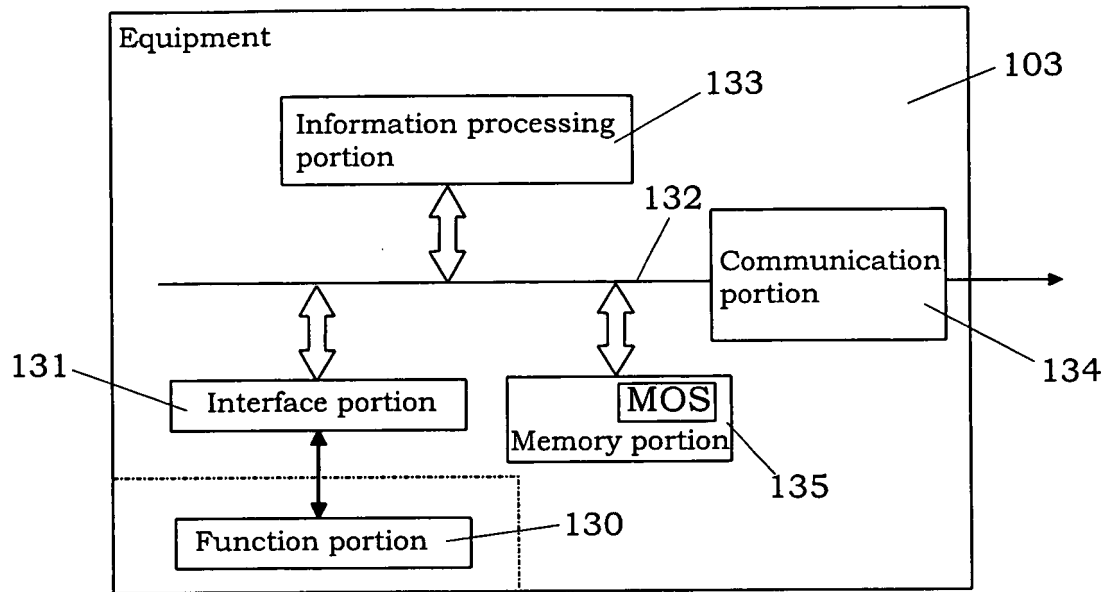 Equipment
103
133
Information processing
portion
132
Communication
portion
134
131
Interface portion
MOS
Memory portion
135
Function portion
130